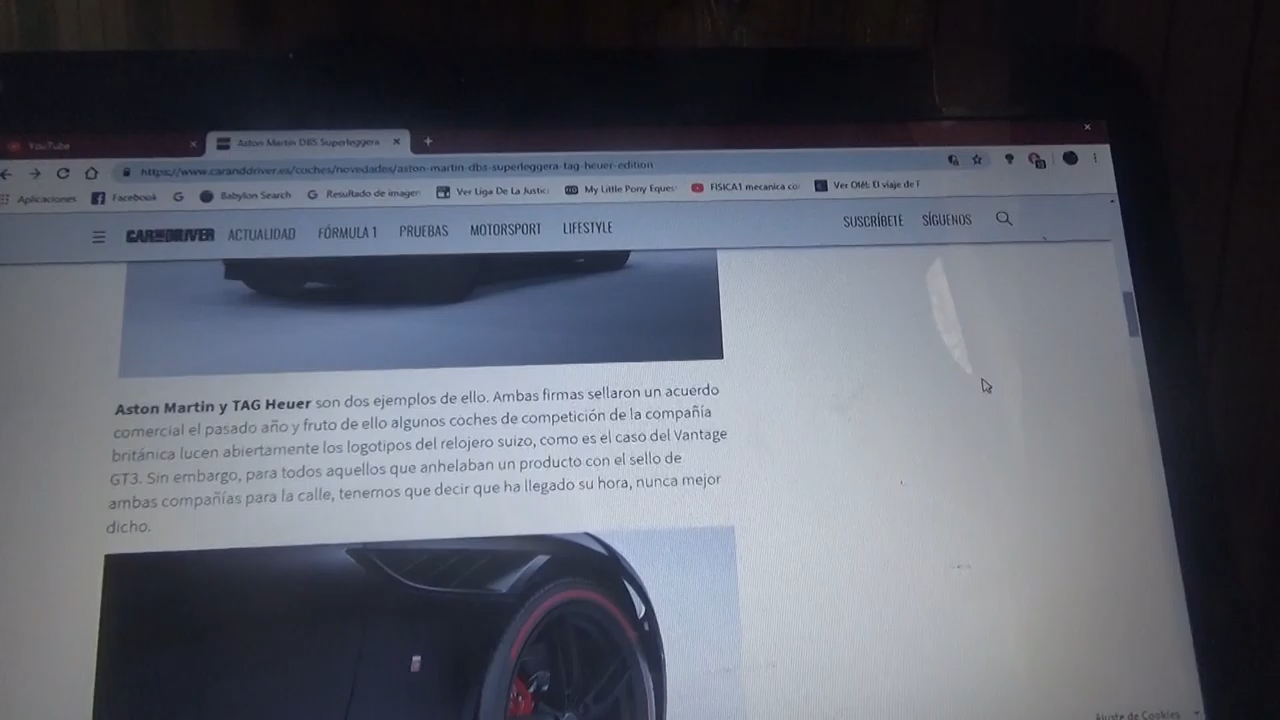 YouTube
Aston Martin DBS Superleggera
https://www.caranddriver.es/coches/novedades/aston-martin-dbs-superleggera-tag-heuer-edition
Aplicaciones Facebook Babylon Search Resultado de imagen Ver Liga De La Justic My Little Pony Eques FISICA1 mecanica co Ver Olét: El viaje de F
CAR AND DRIVER ACTUALIDAD FÓRMULA 1 PRUEBAS MOTORSPORT LIFESTYLE SUSCRÍBETE SÍGUENOS
Aston Martin y TAG Heuer son dos ejemplos de ello. Ambas firmas sellaron un acuerdo
comercial el pasado año y fruto de ello algunos coches de competición de la compañía
británica lucen abiertamente los logotipos del relojero suizo, como es el caso del Vantage
GT3. Sin embargo, para todos aquellos que anhelaban un producto con el sello de
ambas compañías para la calle, tenemos que decir que ha llegado su hora, nunca mejor
dicho.
Ajuste de Cookies